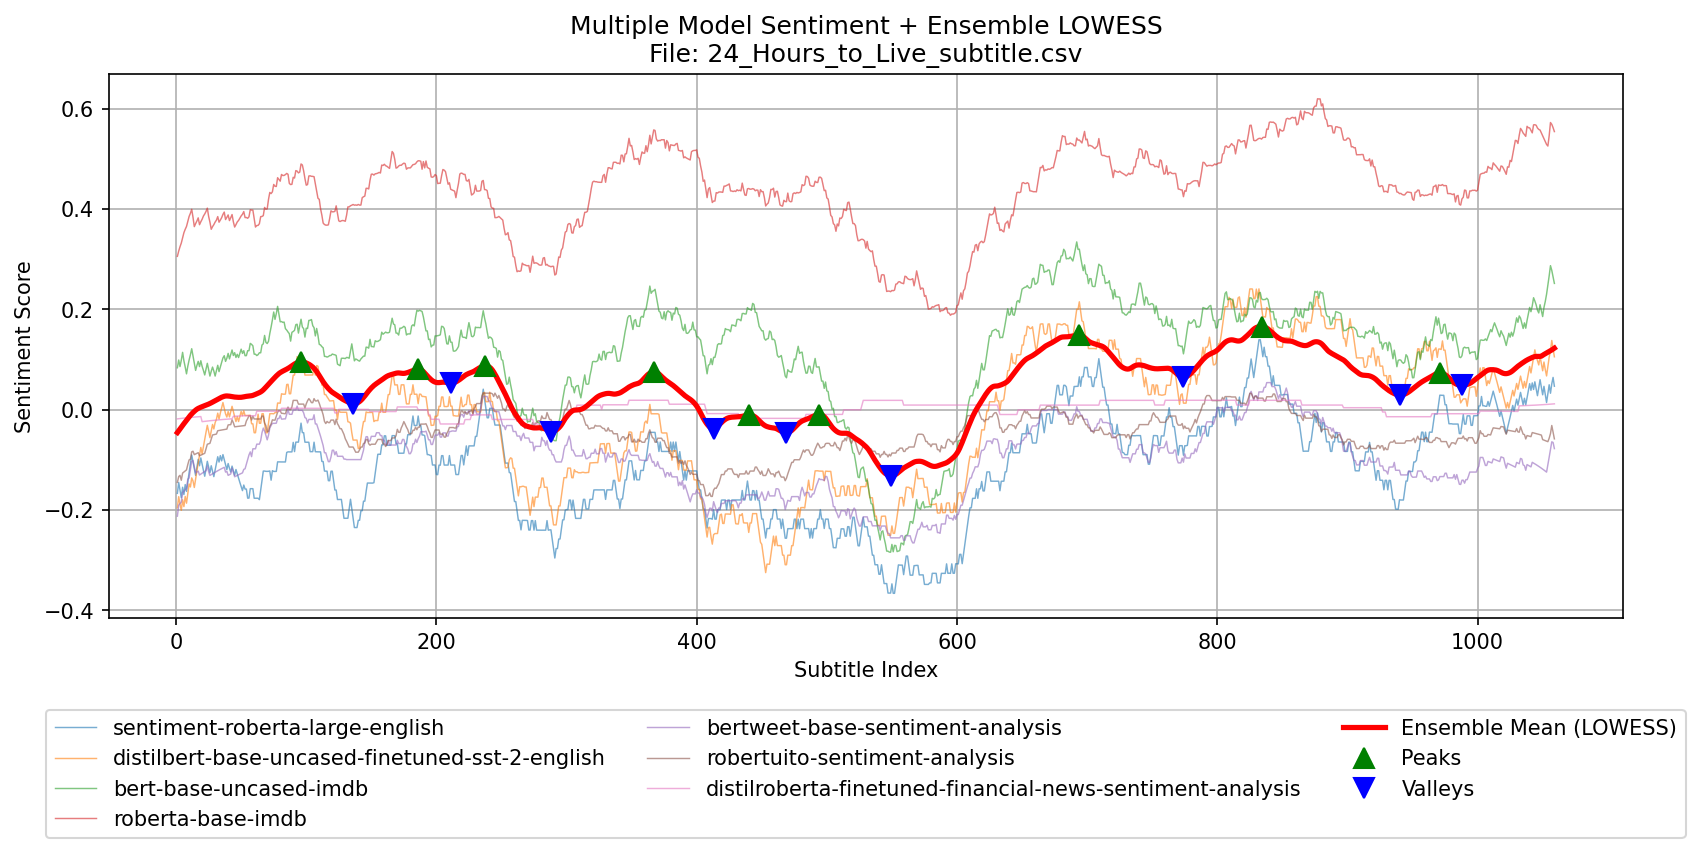 Multiple Model Sentiment + Ensemble LOWESS
File: 24_Hours_to_Live_subtitle.csv
Sentiment Score
0.6
0.4
0.2
0.0
−0.2
−0.4
0 200 400 600 800 1000
Subtitle Index
sentiment-roberta-large-english
distilbert-base-uncased-finetuned-sst-2-english
bert-base-uncased-imdb
roberta-base-imdb
bertweet-base-sentiment-analysis
robertuito-sentiment-analysis
distilroberta-finetuned-financial-news-sentiment-analysis
Ensemble Mean (LOWESS)
Peaks
Valleys